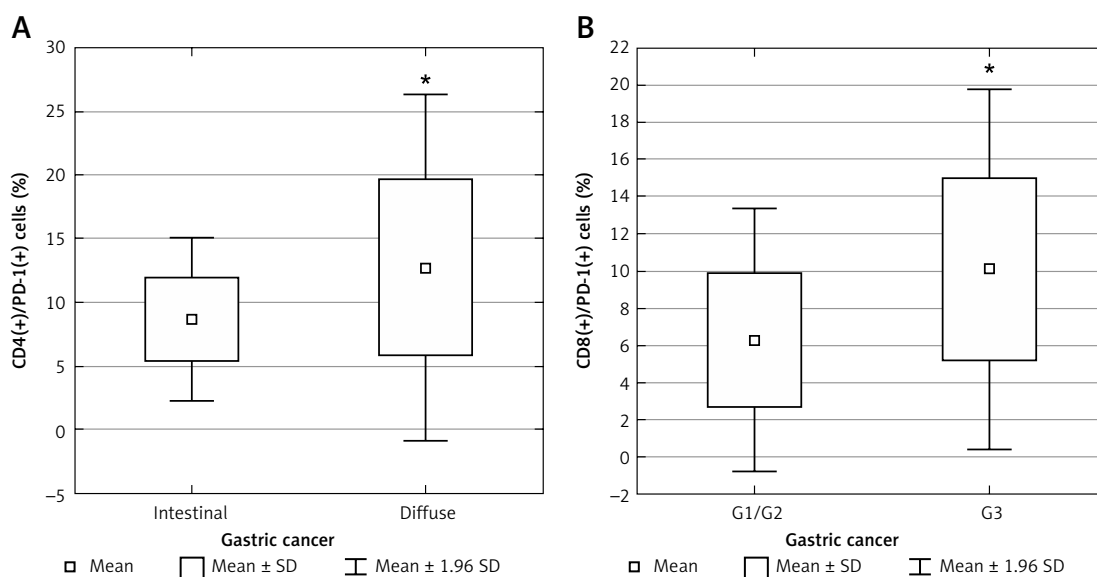 A
30
25
20
15
10
5
0
–5
CD4(+)/PD-1(+) cells (%)
*
Intestinal Diffuse
Gastric cancer
Mean Mean ± SD Mean ± 1.96 SD
B
22
20
18
16
14
12
10
8
6
4
2
0
–2
CD8(+)/PD-1(+) cells (%)
*
G1/G2 G3
Gastric cancer
Mean Mean ± SD Mean ± 1.96 SD